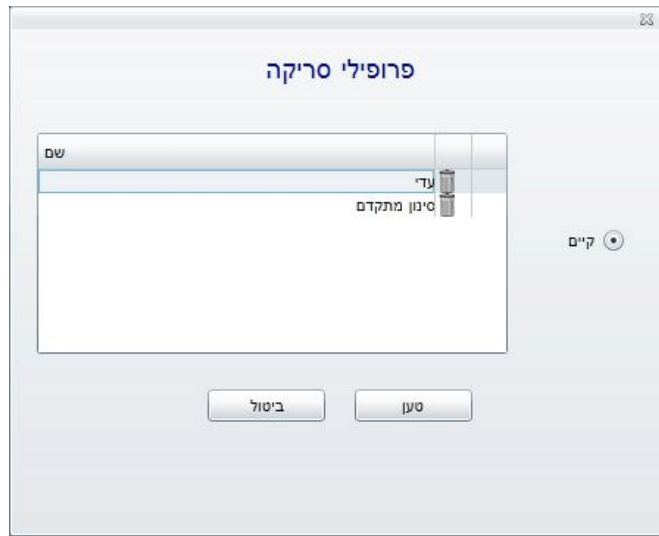 פרופילי סריקה
שם
עדי
סינון מתקדם
קיים
טען
ביטול